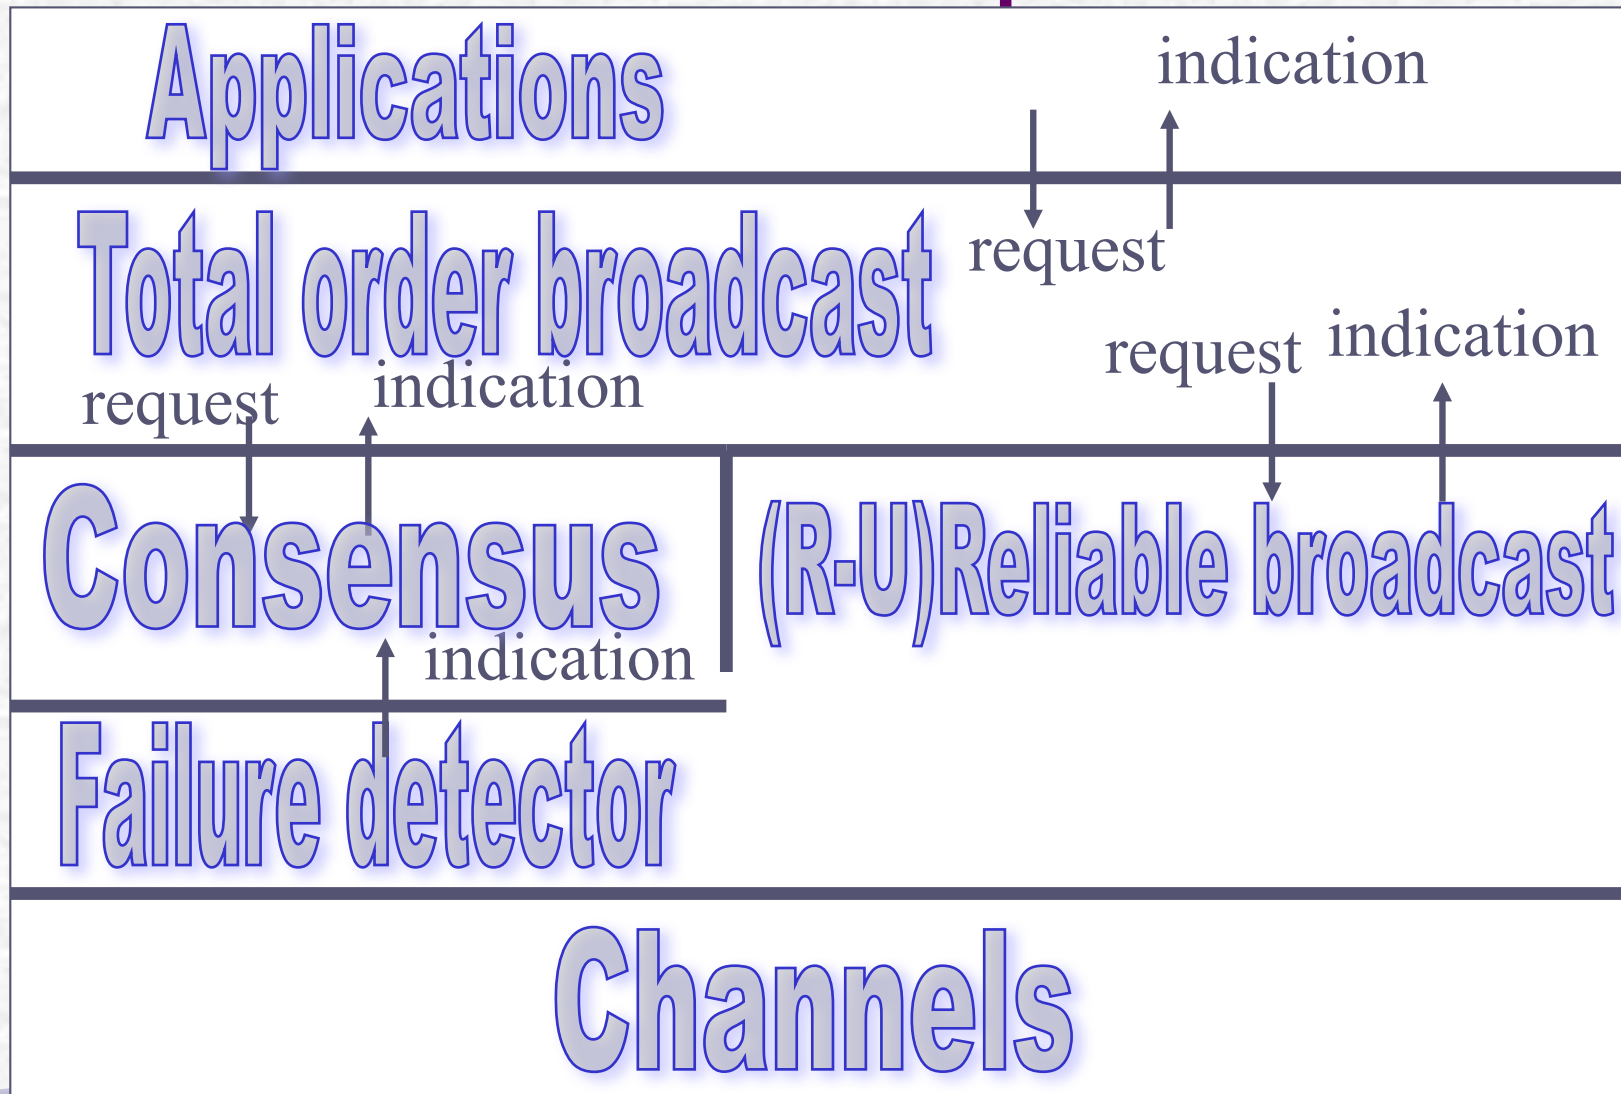 Applications
indication
Total order broadcast
request
request
indication
request
indication
Consensus
(R-U)Reliable broadcast
indication
Failure detector
Channels